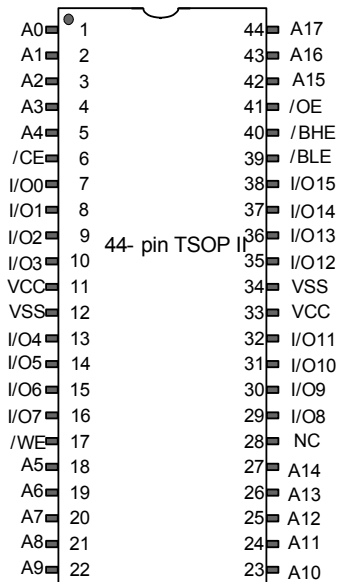 A0 1 44 A17
A1 2 43 A16
A2 3 42 A15
A3 4 41 /OE
A4 5 40 /BHE
/CE 6 39 /BLE
I/O0 7 38 I/O15
I/O1 8 37 I/O14
I/O2 9 36 I/O13
44- pin TSOP II
I/O3 10 35 I/O12
VCC 11 34 VSS
VSS 12 33 VCC
I/O4 13 32 I/O11
I/O5 14 31 I/O10
I/O6 15 30 I/O9
I/O7 16 29 I/O8
/WE 17 28 NC
A5 18 27 A14
A6 19 26 A13
A7 20 25 A12
A8 21 24 A11
A9 22 23 A10